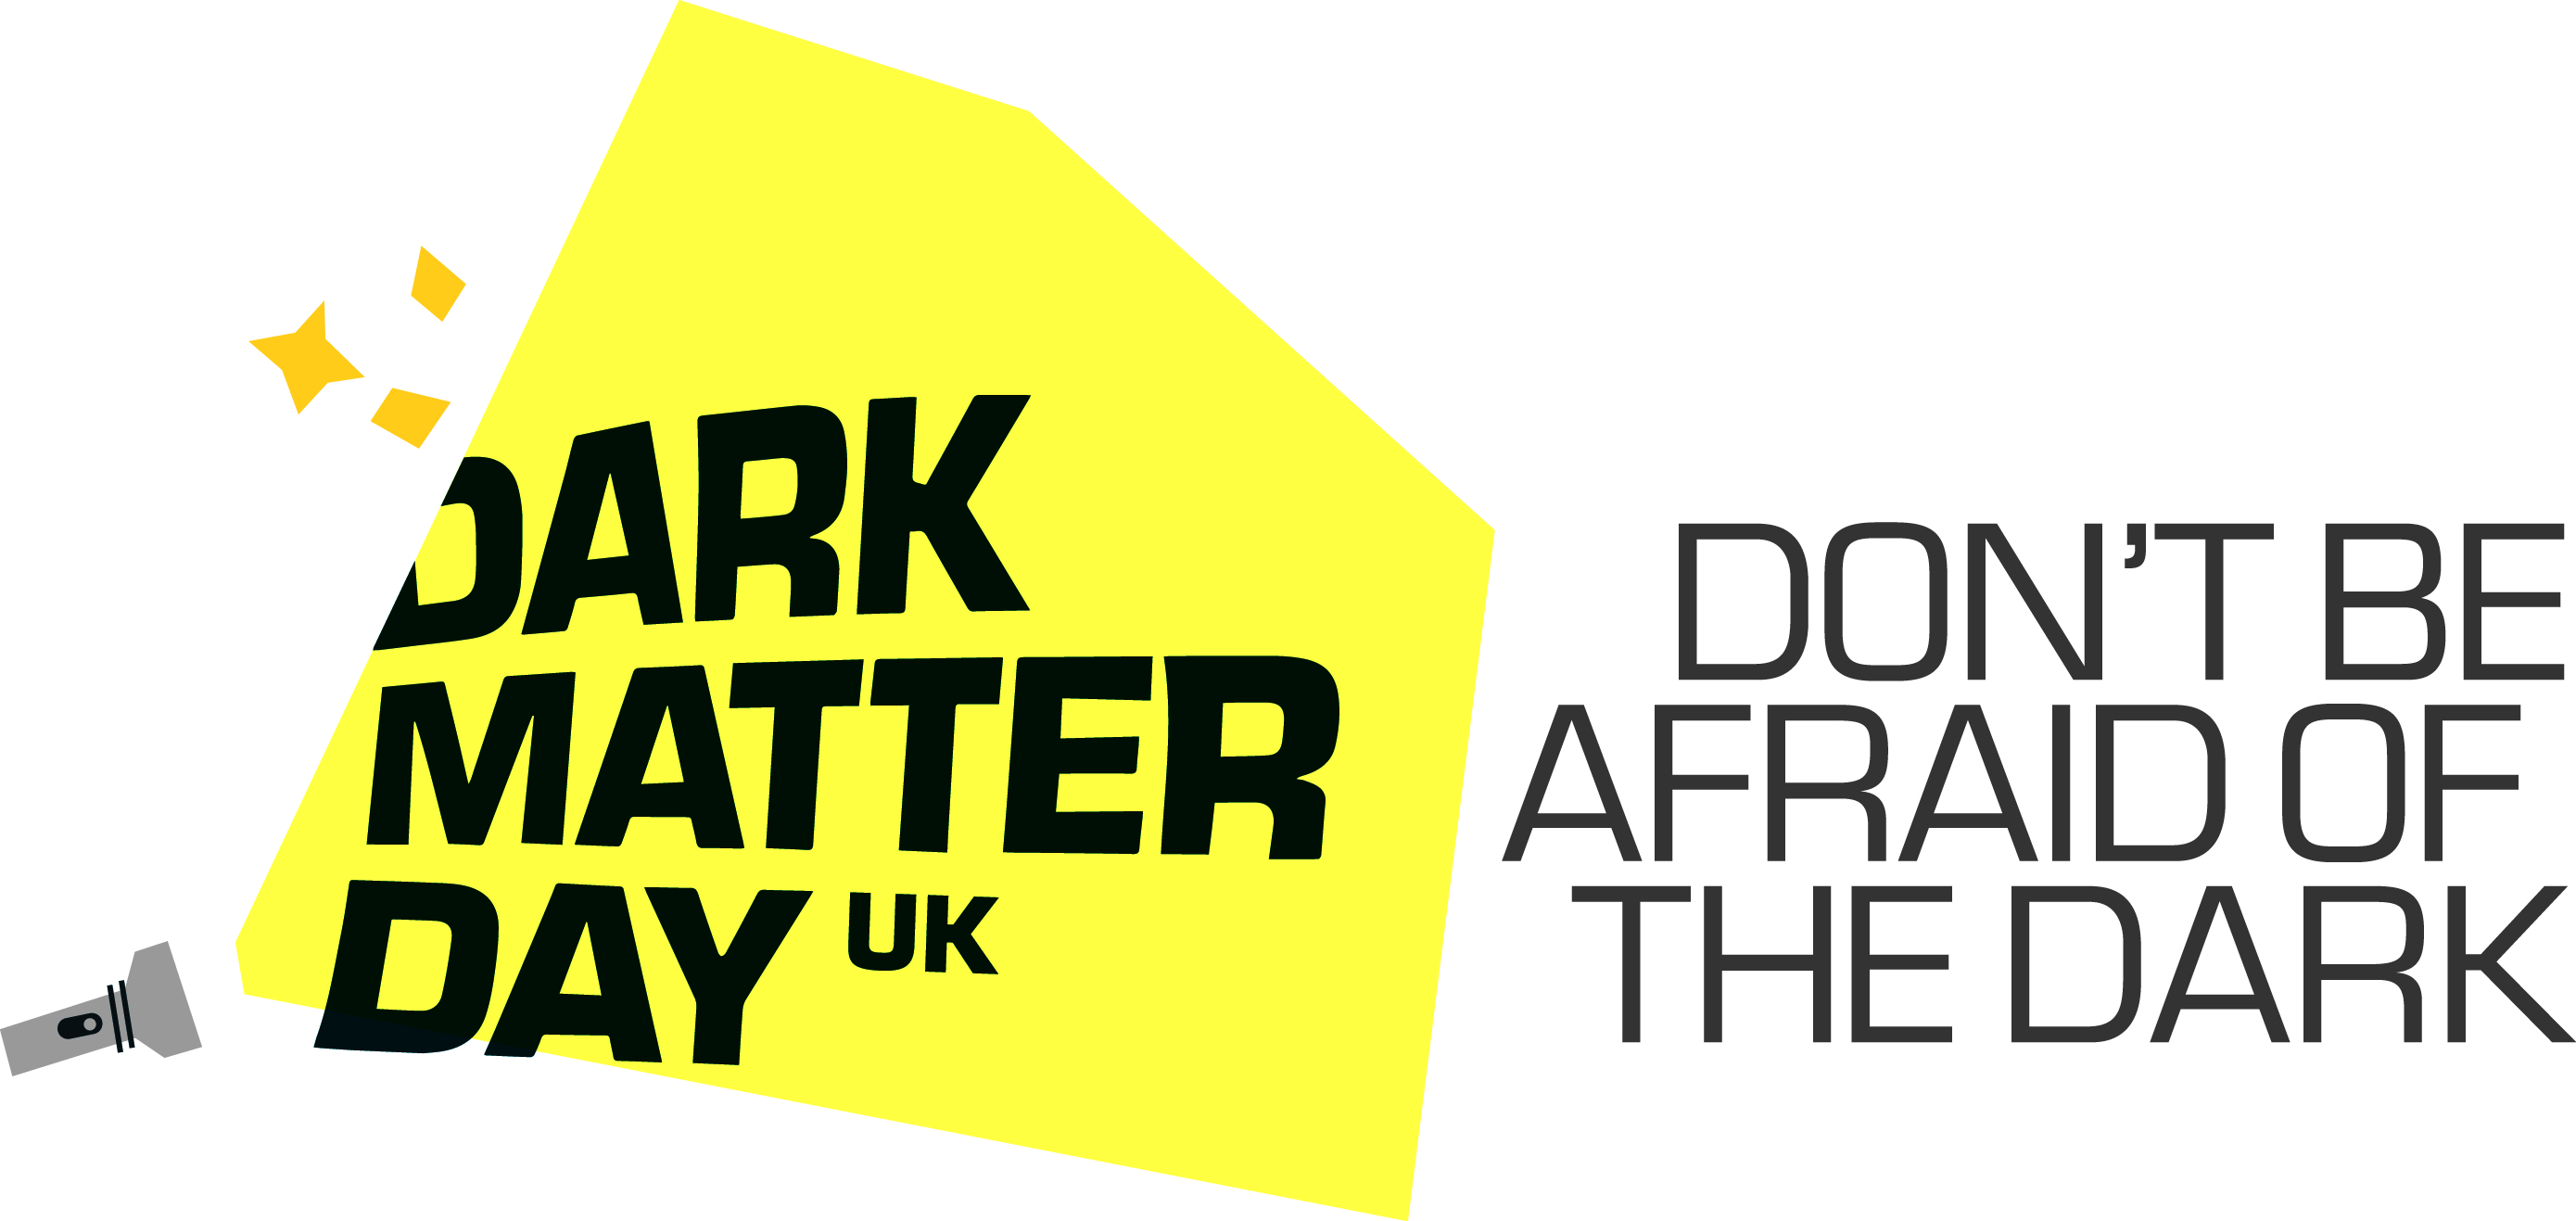 DARK
MATTER
DAY UK
DON'T BE
AFRAID OF
THE DARK